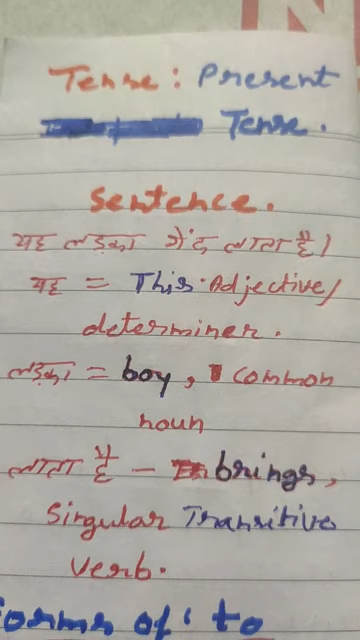 Tense: Present
Tense.
Sentence.
यह लड़का गेंद लाता है।
यह = This. Adjective/
determiner.
लड़का = boy, common
noun
लाता है - brings,
Singular Transitive
verb.
forms of 'to